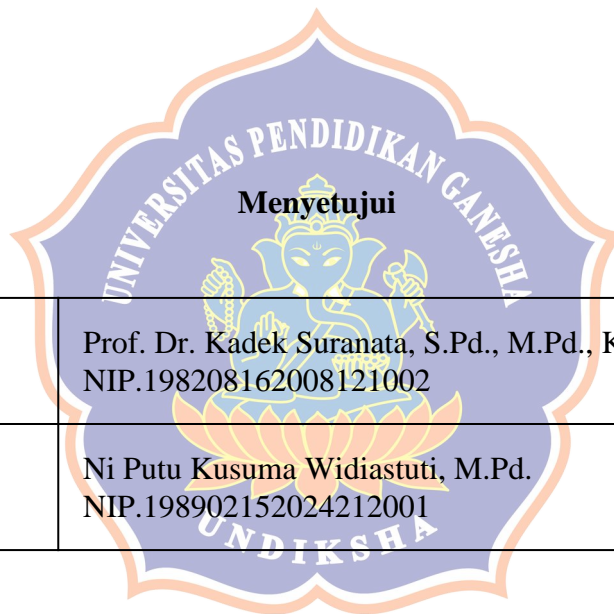 UNIVERSITAS PENDIDIKAN GANESHA
Menyetujui
Prof. Dr. Kadek Suranata, S.Pd., M.Pd., K
NIP.198208162008121002
Ni Putu Kusuma Widiastuti, M.Pd.
NIP.198902152024212001
UNDIKSHA